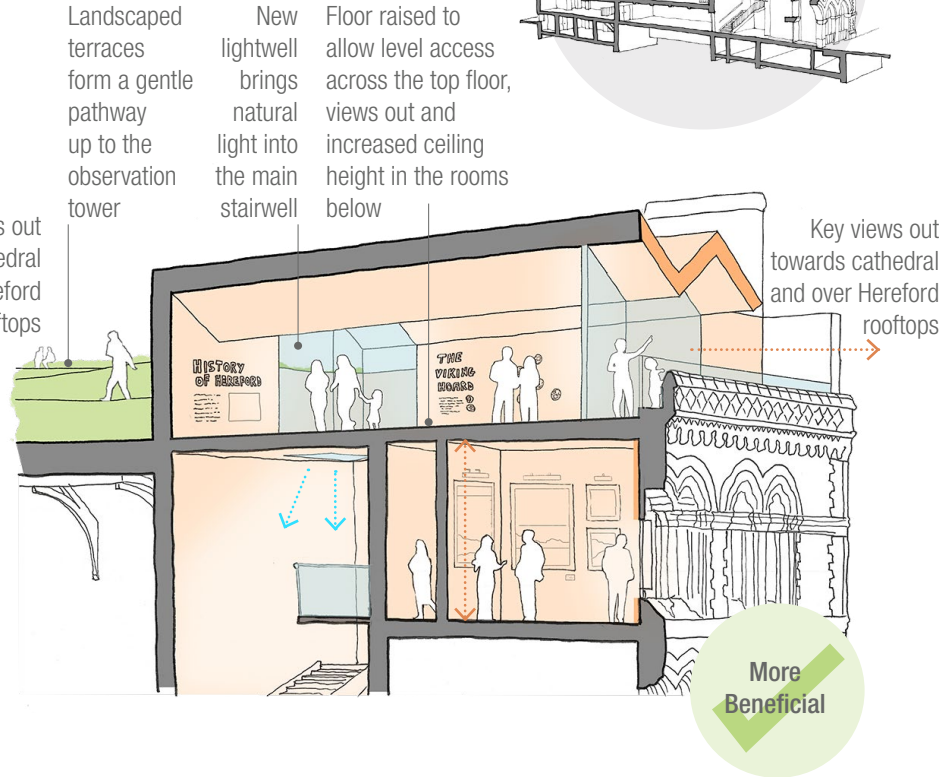 Landscaped
terraces
form a gentle
pathway
up to the
observation
tower
New
lightwell
brings
natural
light into
the main
stairwell
Floor raised to
allow level access
across the top floor,
views out and
increased ceiling
height in the rooms
below
out
Key views out
towards cathedral
and over Hereford
rooftops
HISTORY
OF HEREFORD
THE
VIKING
HOARD
More
Beneficial